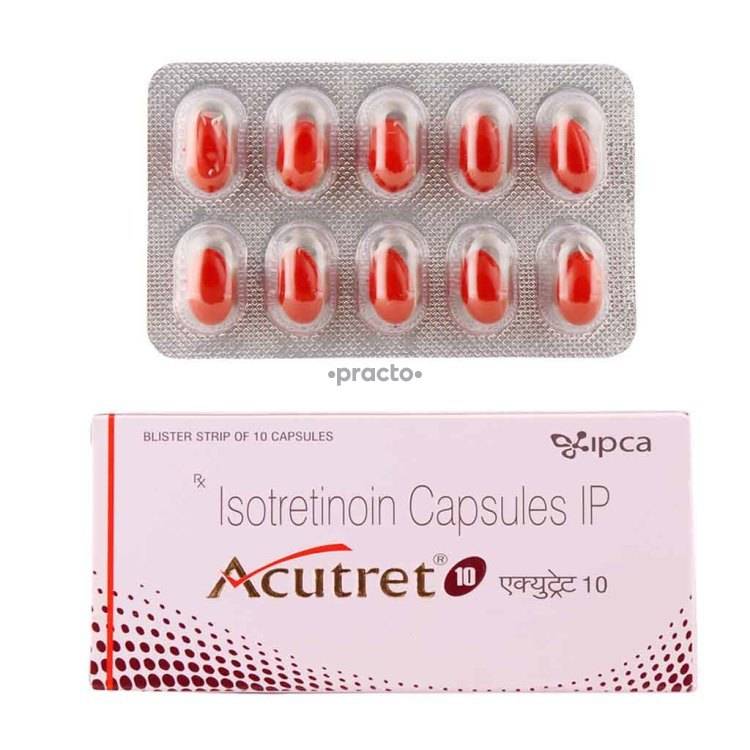 •practo•
BLISTER STRIP OF 10 CAPSULES
ipca
Rx
Isotretinoin Capsules IP
Acutret® 10 एक्युट्रेट 10